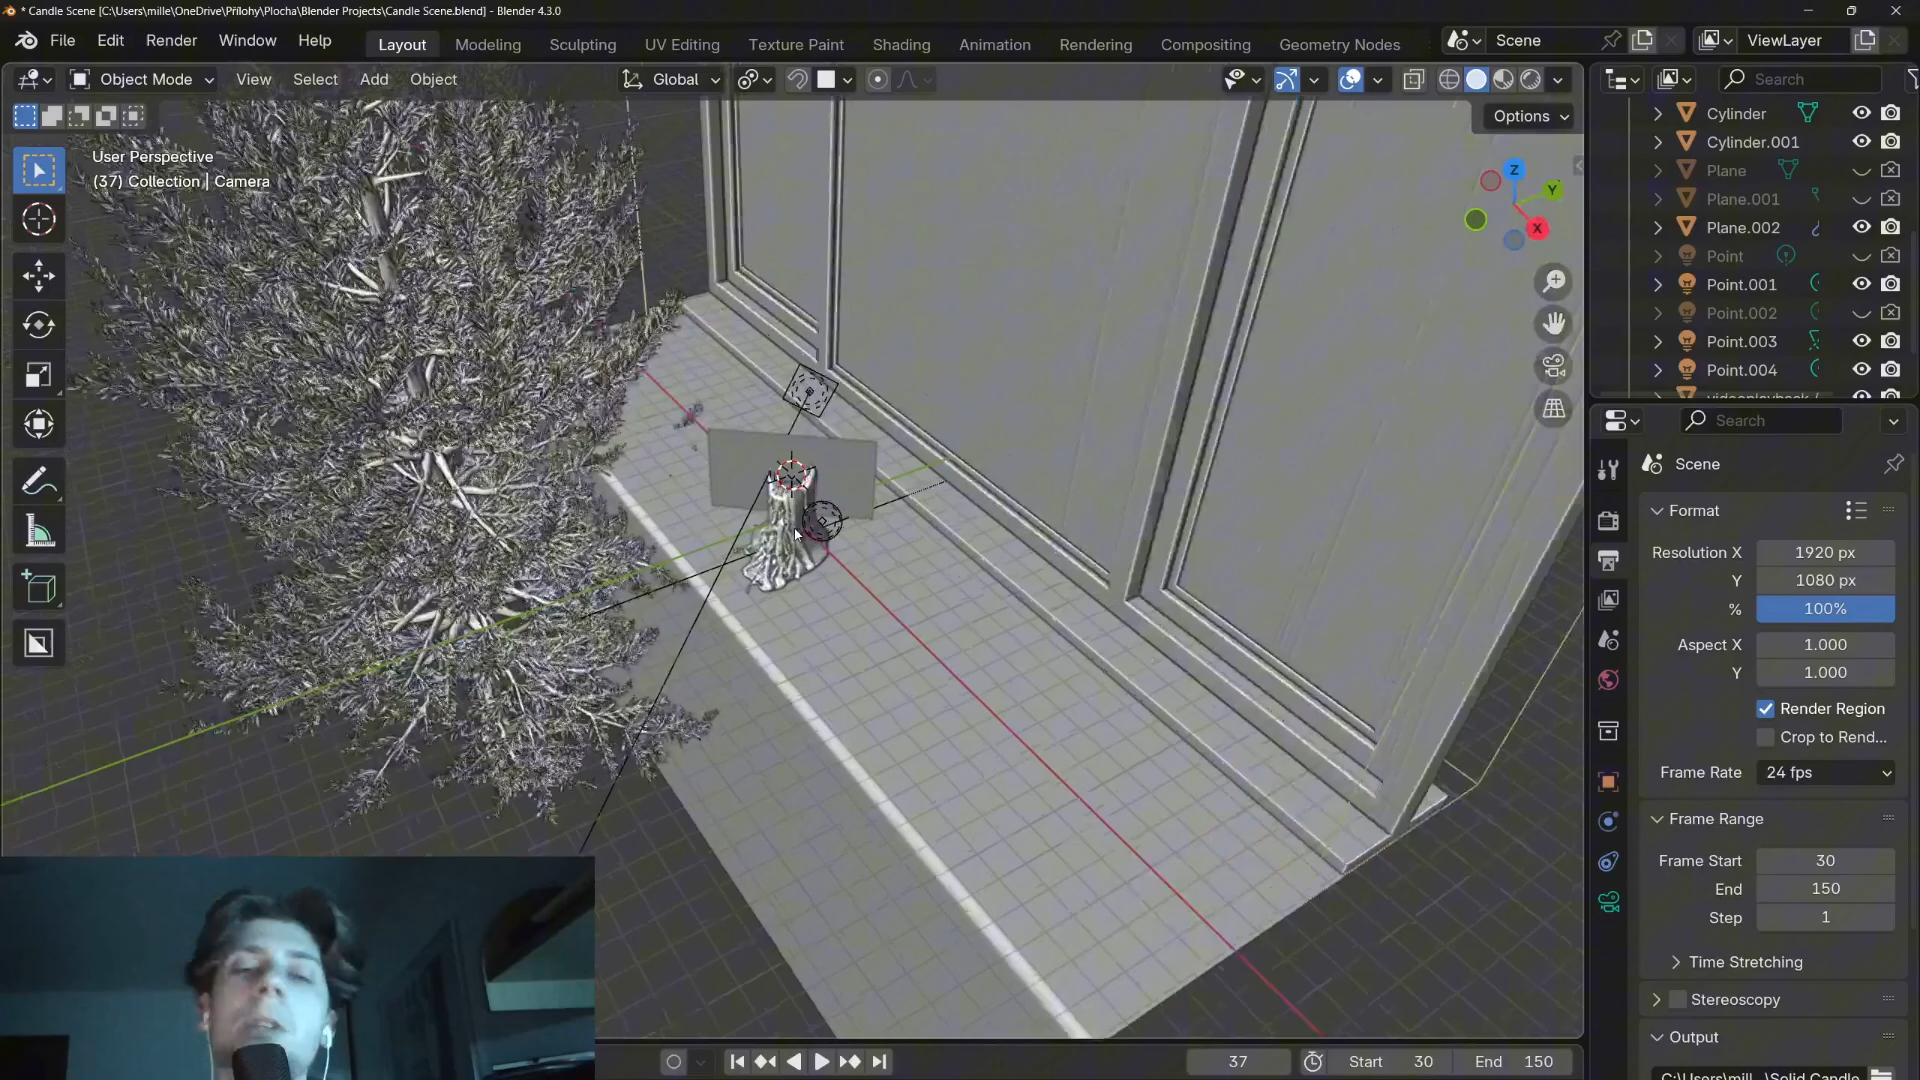 * Candle Scene [C:\Users\mille\OneDrive\Přílohy\Plocha\Blender Projects\Candle Scene.blend] - Blender 4.3.0
File Edit Render Window Help Layout Modeling Sculpting UV Editing Texture Paint Shading Animation Rendering Compositing Geometry Nodes Scene ViewLayer
Object Mode View Select Add Object Global Search
Options
User Perspective
(37) Collection | Camera
Z
Y
X
Cylinder
Cylinder.001
Plane
Plane.001
Plane.002
Point
Point.001
Point.002
Point.003
Point.004
Search
Scene
Format
Resolution X 1920 px
Y 1080 px
% 100%
Aspect X 1.000
Y 1.000
Render Region
Crop to Rend...
Frame Rate 24 fps
Frame Range
Frame Start 30
End 150
Step 1
Time Stretching
Stereoscopy
Output
C:\Users\mill...\Solid Candle
37 Start 30 End 150